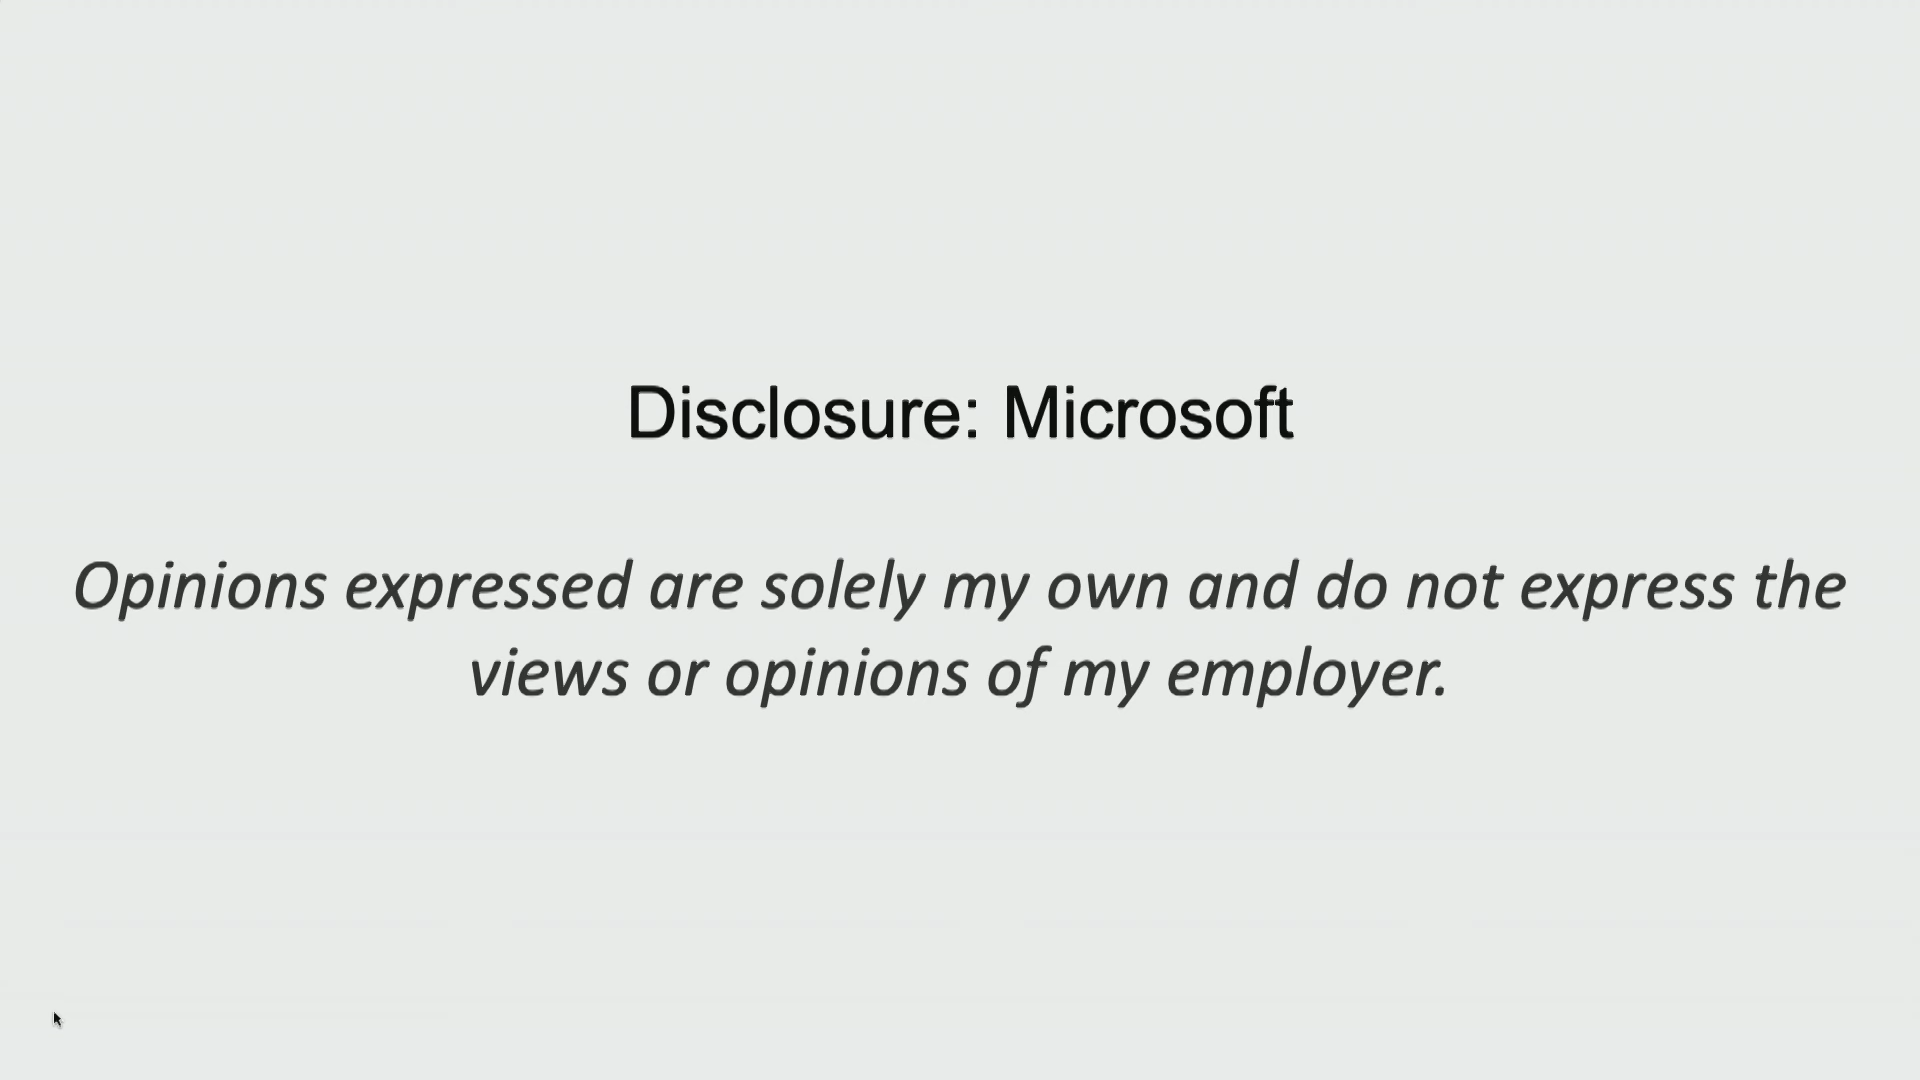 Disclosure: Microsoft
Opinions expressed are solely my own and do not express the
views or opinions of my employer.